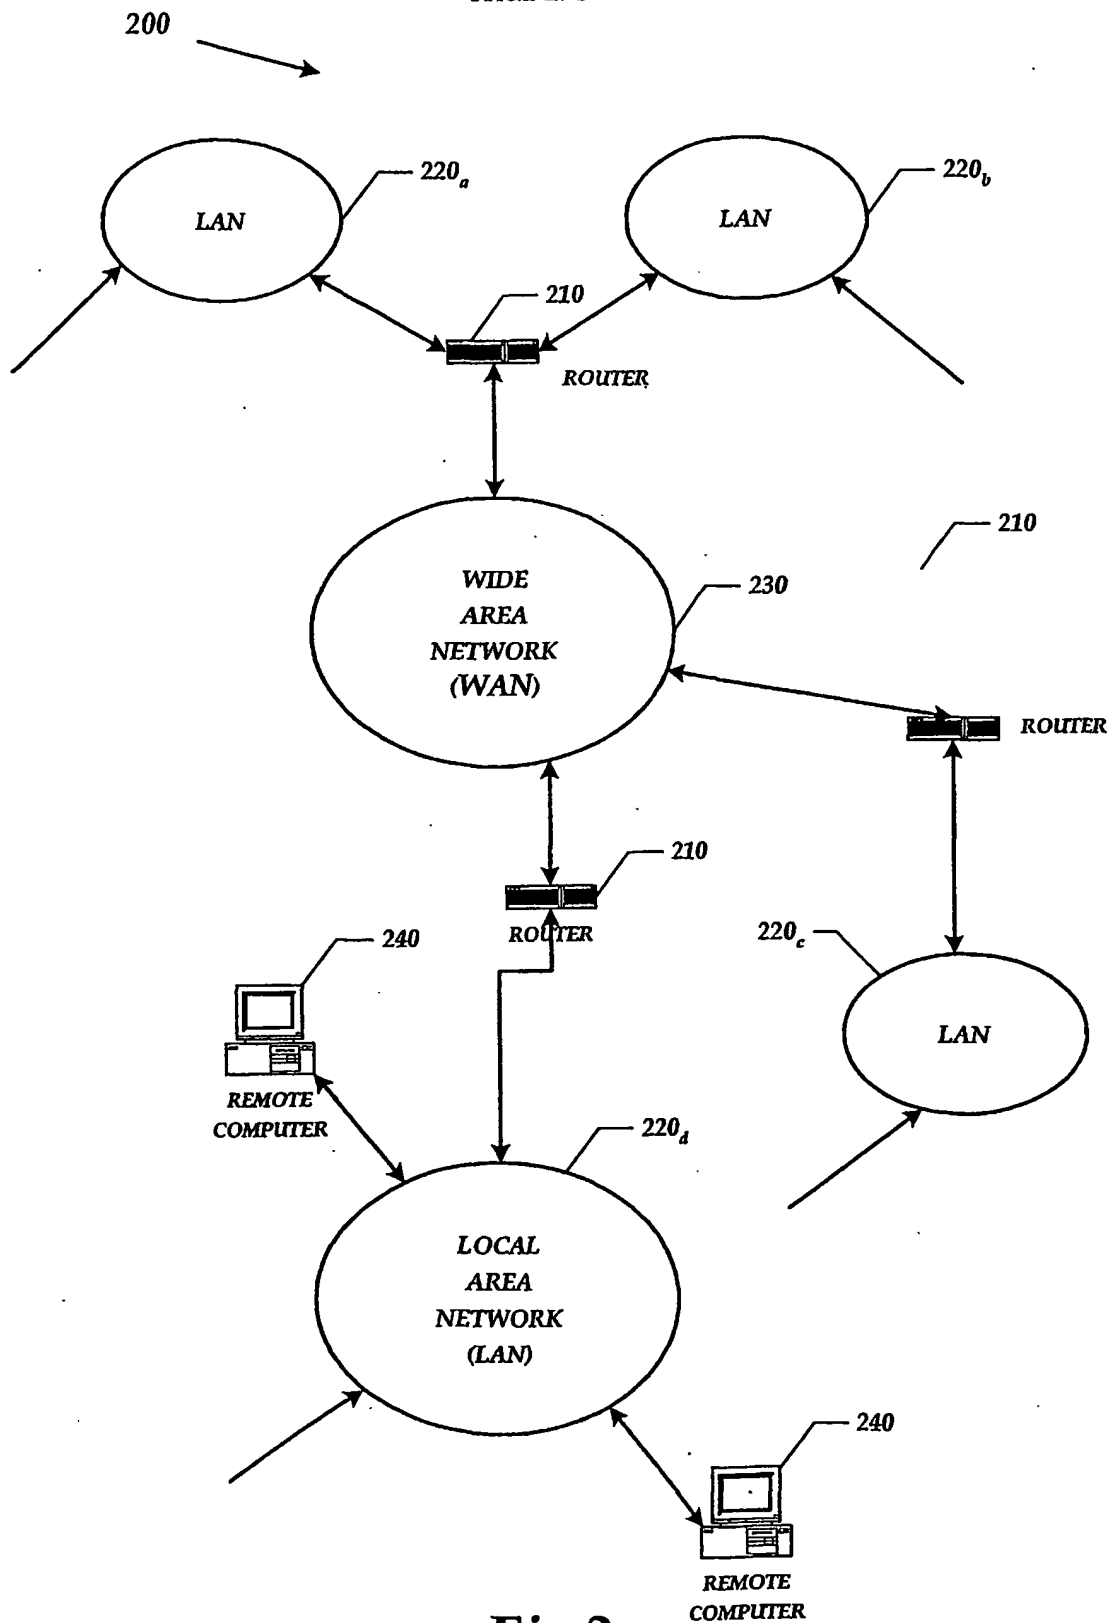 200
220a
220b
LAN
LAN
210
ROUTER
210
WIDE
AREA
NETWORK
(WAN)
230
ROUTER
210
ROUTER
240
220c
LAN
REMOTE
COMPUTER
220d
LOCAL
AREA
NETWORK
(LAN)
240
REMOTE
COMPUTER